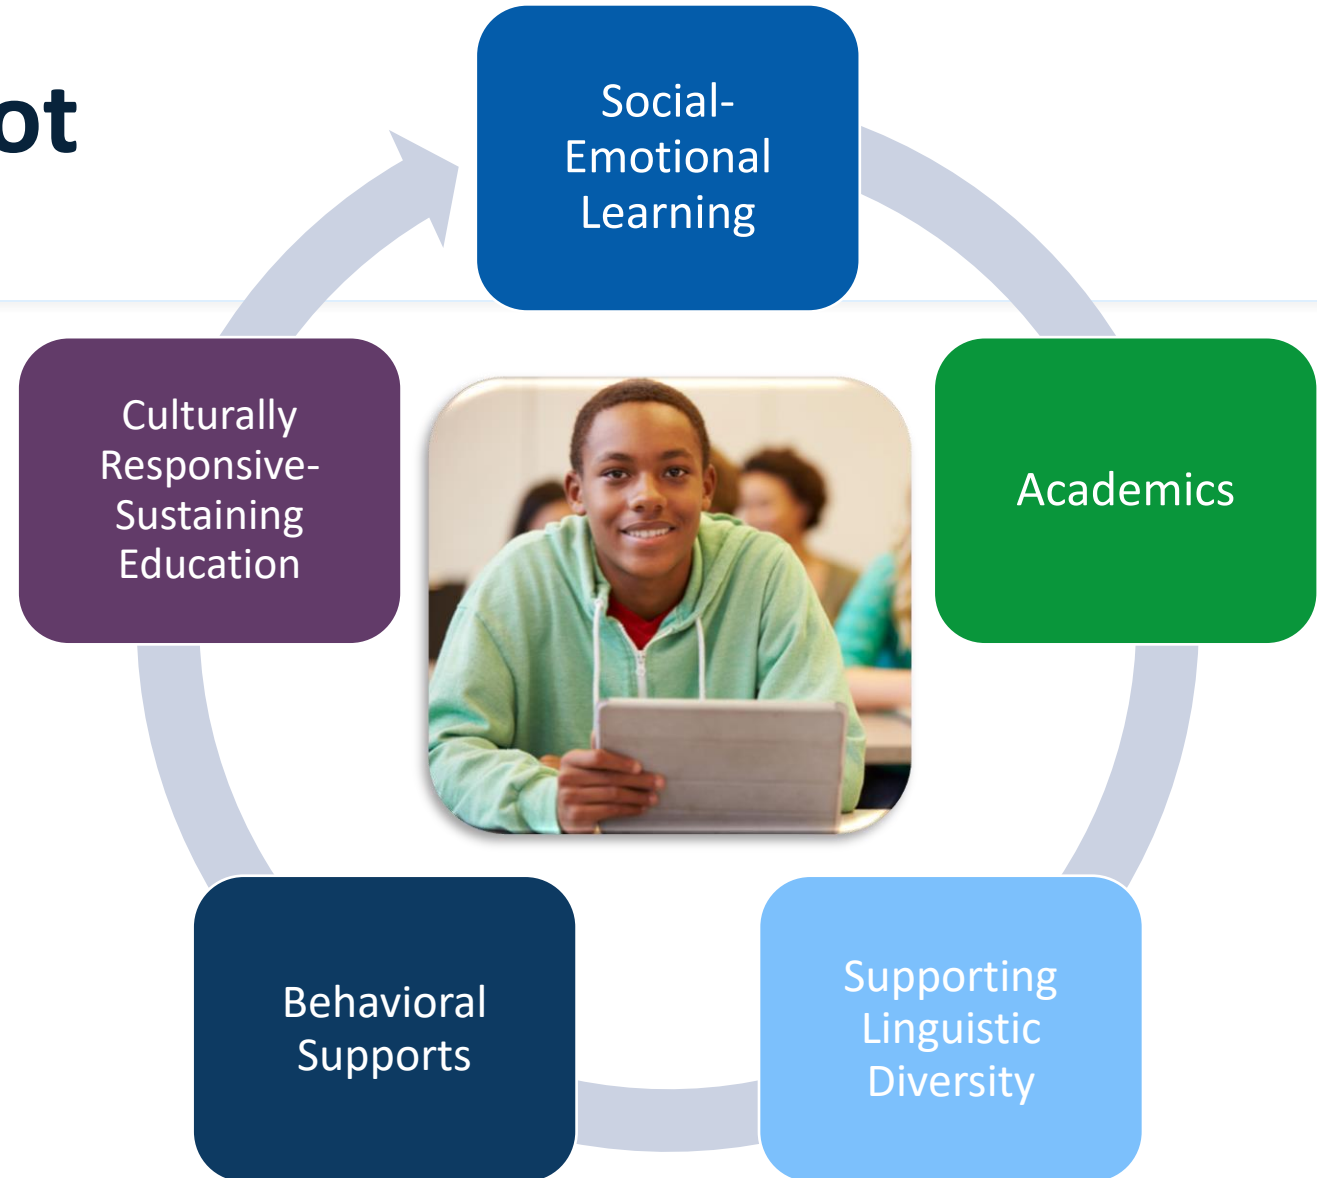 ot
Social-
Emotional
Learning
Culturally
Responsive-
Sustaining
Education
Academics
Behavioral
Supports
Supporting
Linguistic
Diversity